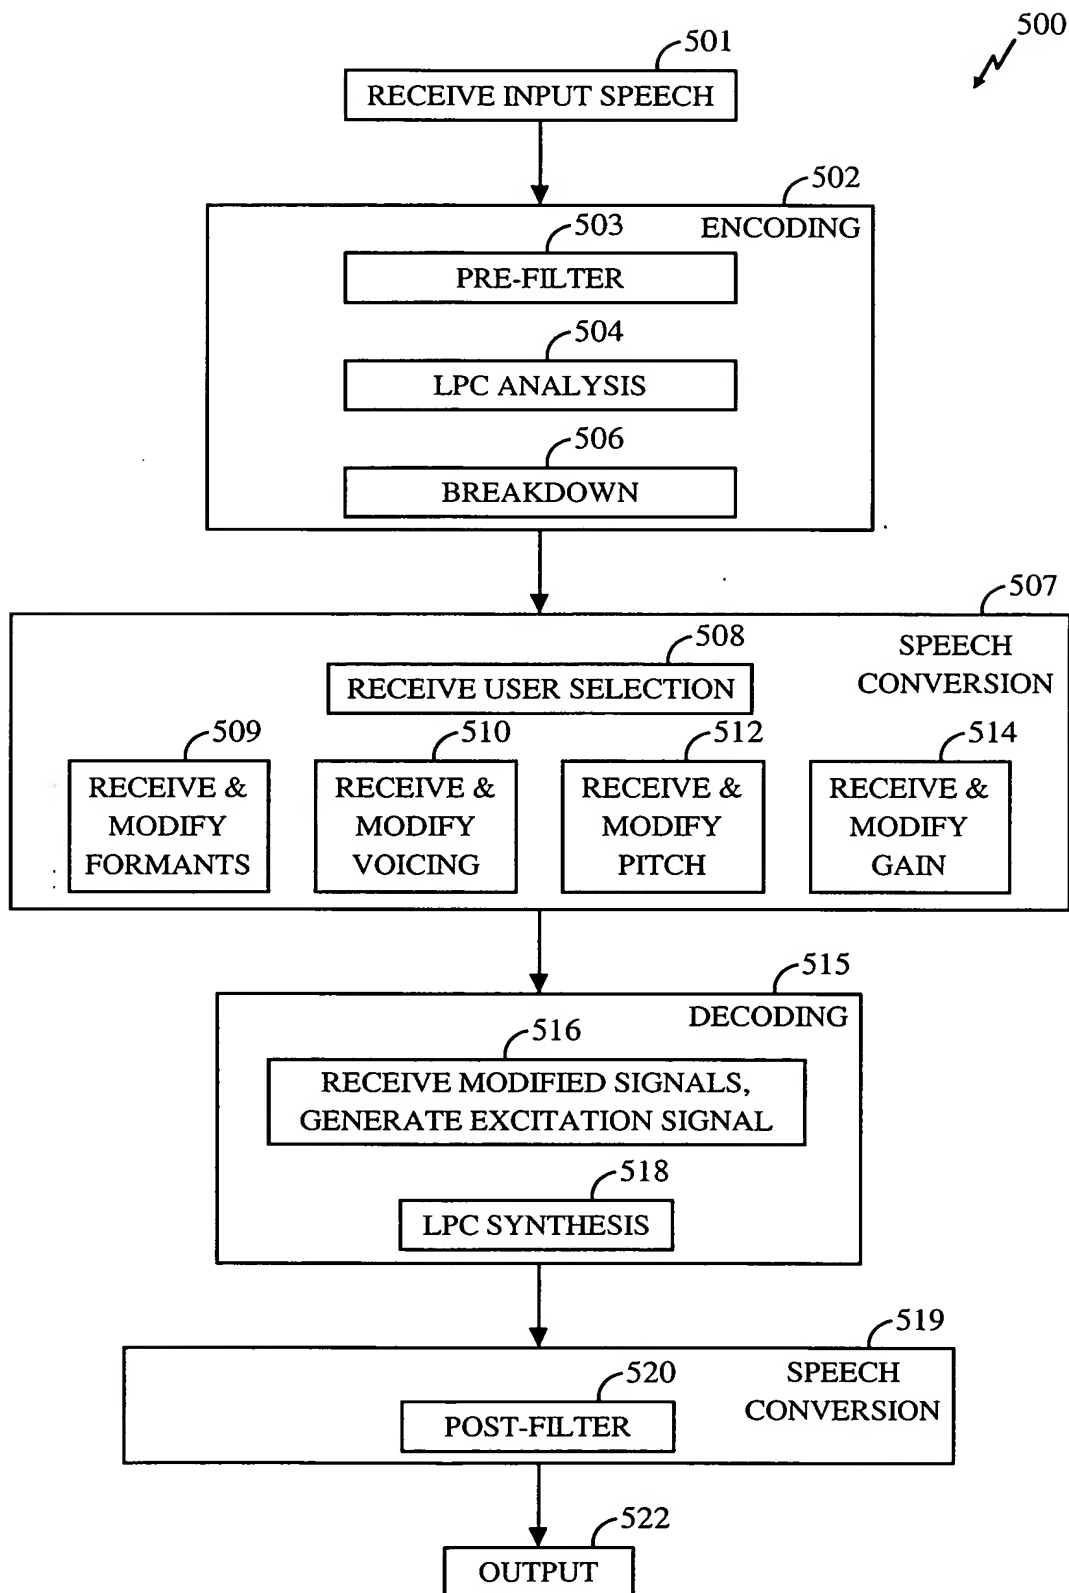 500
501
RECEIVE INPUT SPEECH
502
ENCODING
503
PRE-FILTER
504
LPC ANALYSIS
506
BREAKDOWN
507
SPEECH
CONVERSION
508
RECEIVE USER SELECTION
509
RECEIVE &
MODIFY
FORMANTS
510
RECEIVE &
MODIFY
VOICING
512
RECEIVE &
MODIFY
PITCH
514
RECEIVE &
MODIFY
GAIN
515
DECODING
516
RECEIVE MODIFIED SIGNALS,
GENERATE EXCITATION SIGNAL
518
LPC SYNTHESIS
519
SPEECH
CONVERSION
520
POST-FILTER
522
OUTPUT